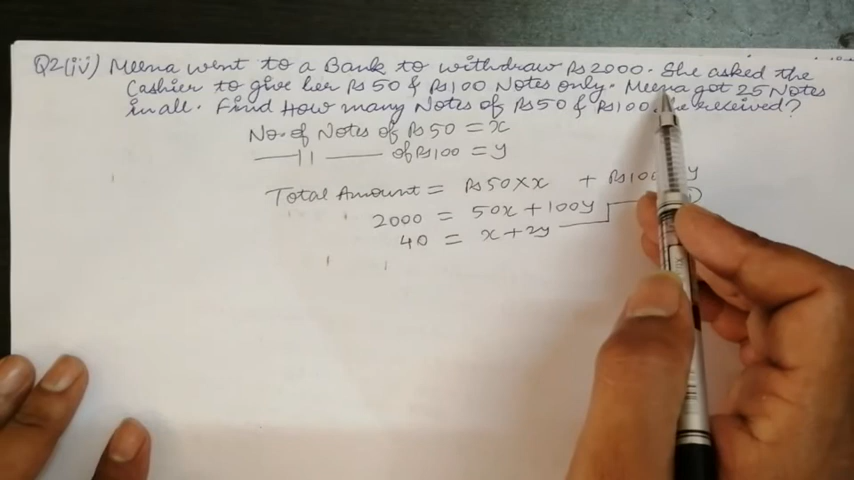 Q2(iv) Meena went to a Bank to withdraw Rs 2000. She asked the
Cashier to give her Rs 50 & Rs 100 Notes only. Meena got 25 Notes
in all. Find How many Notes of Rs 50 & Rs 100 received?
No. of Notes of Rs 50 = x
—— 11 —— of Rs 100 = y
Total Amount = Rs 50 × x + Rs 100 y
2000 = 50x + 100y
40 = x + 2y